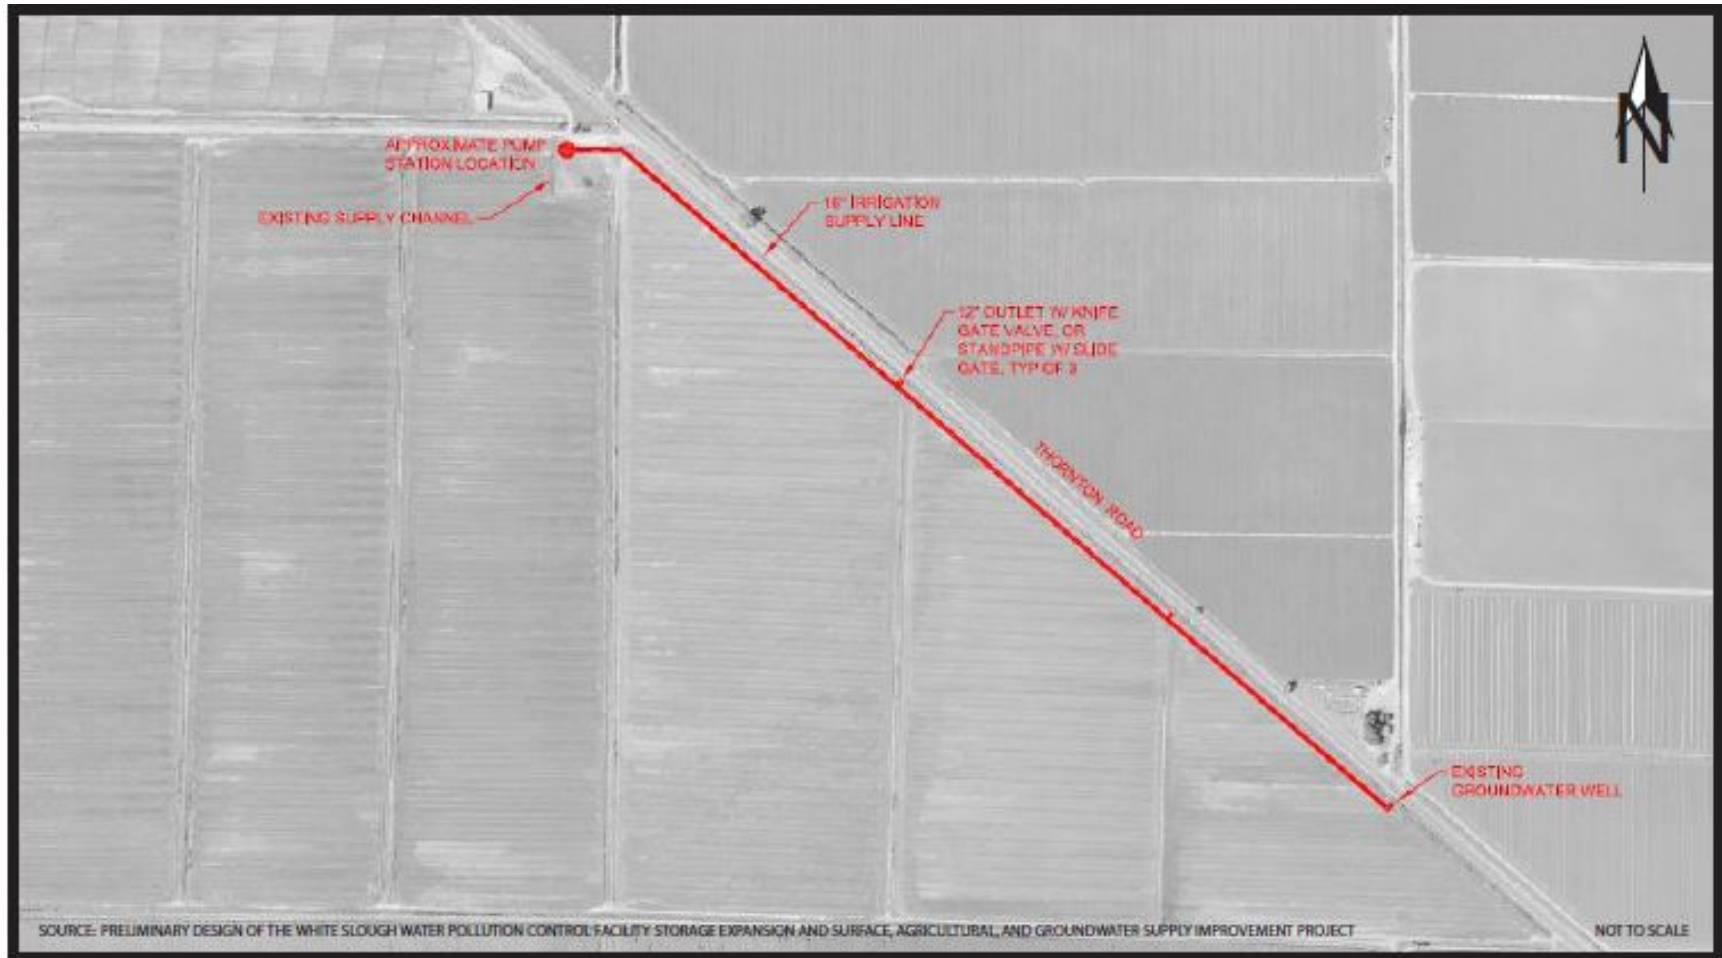 N
APPROXIMATE PUMP
STATION LOCATION
EXISTING SUPPLY CHANNEL
IRRIGATION
SUPPLY LINE
12" OUTLET W/ KNIFE
GATE VALVE, OR
STANDPIPE W/ SLIDE
GATE, TYP OF 3
THORNTON ROAD
EXISTING
GROUNDWATER WELL
SOURCE: PRELIMINARY DESIGN OF THE WHITE SLOUGH WATER POLLUTION CONTROL FACILITY STORAGE EXPANSION AND SURFACE, AGRICULTURAL, AND GROUNDWATER SUPPLY IMPROVEMENT PROJECT
NOT TO SCALE